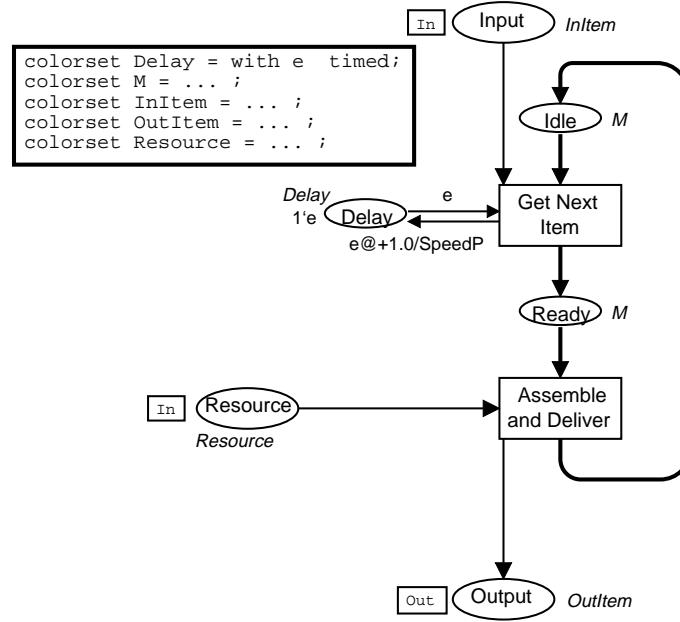 In
Input
InItem
colorset Delay = with e  timed;
colorset M = ... ;
colorset InItem = ... ;
colorset OutItem = ... ;
colorset Resource = ... ;
Idle
M
Delay
1‘e
Delay
e
e@+1.0/SpeedP
Get Next
Item
Ready
M
In
Resource
Resource
Assemble
and Deliver
Out
Output
OutItem